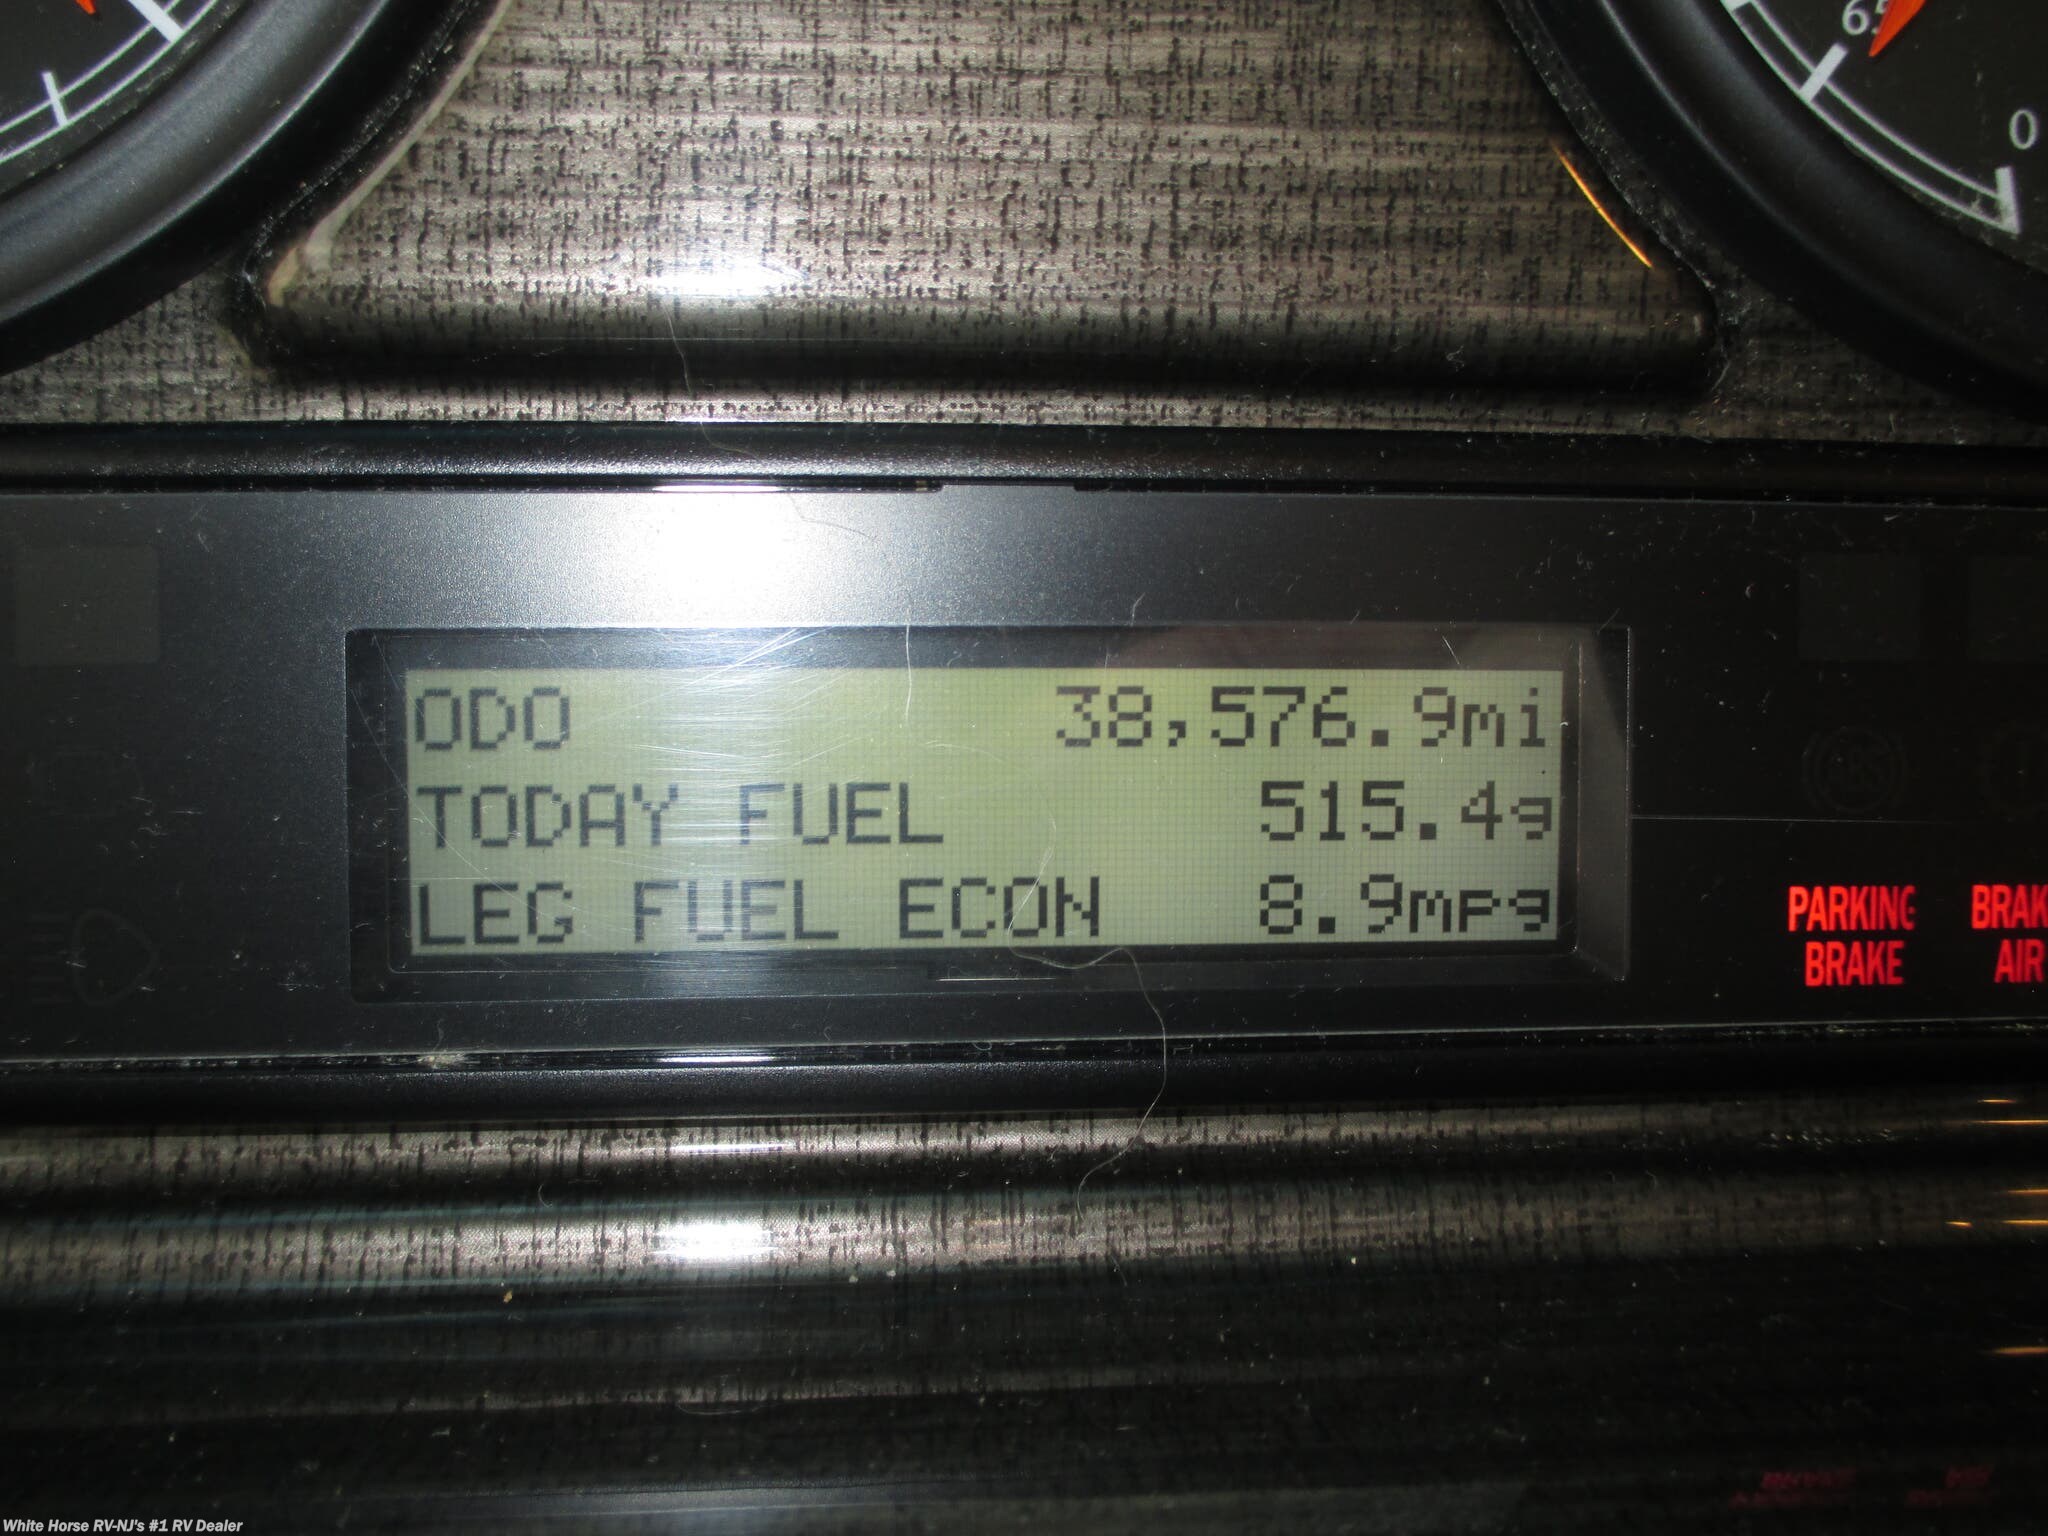 0
ODO 38,576.9mi
TODAY FUEL 515.4g
LEG FUEL ECON 8.9mpg
PARKING
BRAKE
AIR
White Horse RV-NJ's #1 RV Dealer